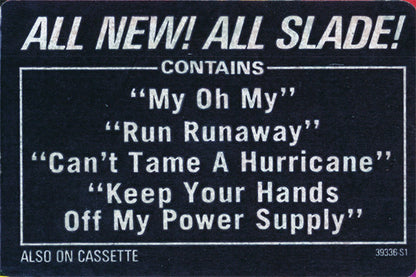 ALL NEW! ALL SLADE!
CONTAINS
“My Oh My”
“Run Runaway”
“Can't Tame A Hurricane”
“Keep Your Hands
Off My Power Supply”
ALSO ON CASSETTE
39336-S1